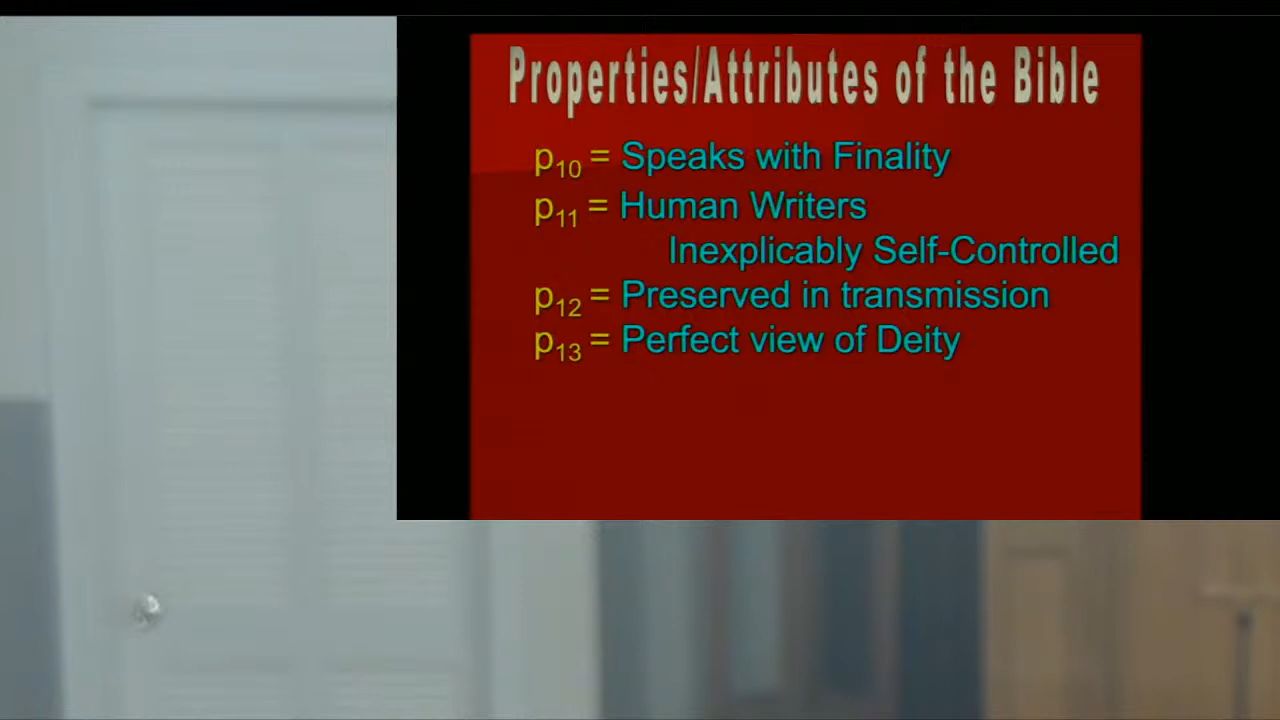 Properties/Attributes of the Bible
p10 = Speaks with Finality
p11 = Human Writers
Inexplicably Self-Controlled
p12 = Preserved in transmission
p13 = Perfect view of Deity